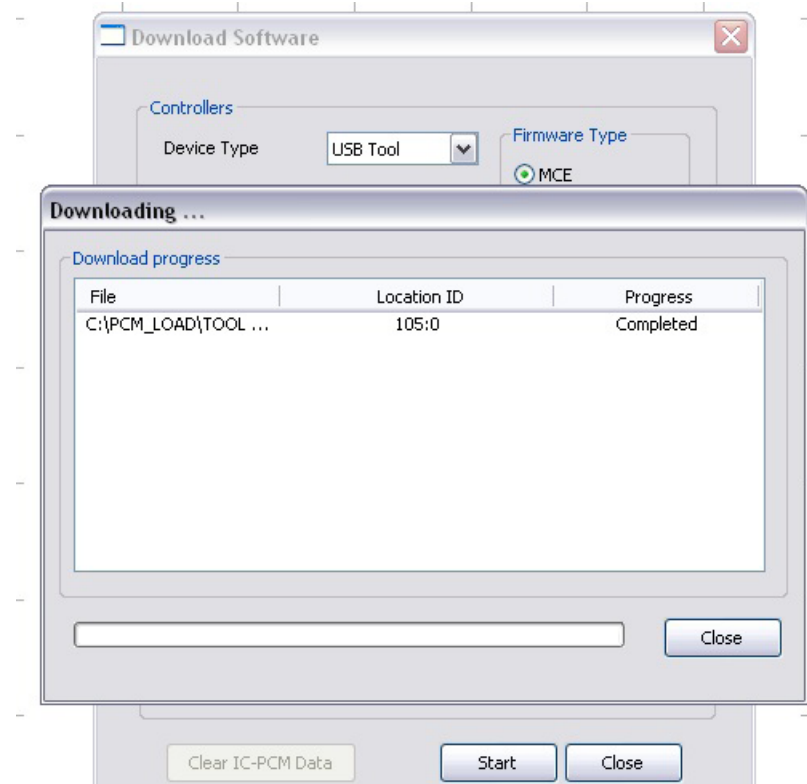 Download Software
Controllers
Device Type USB Tool
Firmware Type
MCE
Downloading ...
Download progress
File Location ID Progress
C:\PCM_LOAD\TOOL ... 105:0 Completed
Close
Clear IC-PCM Data Start Close